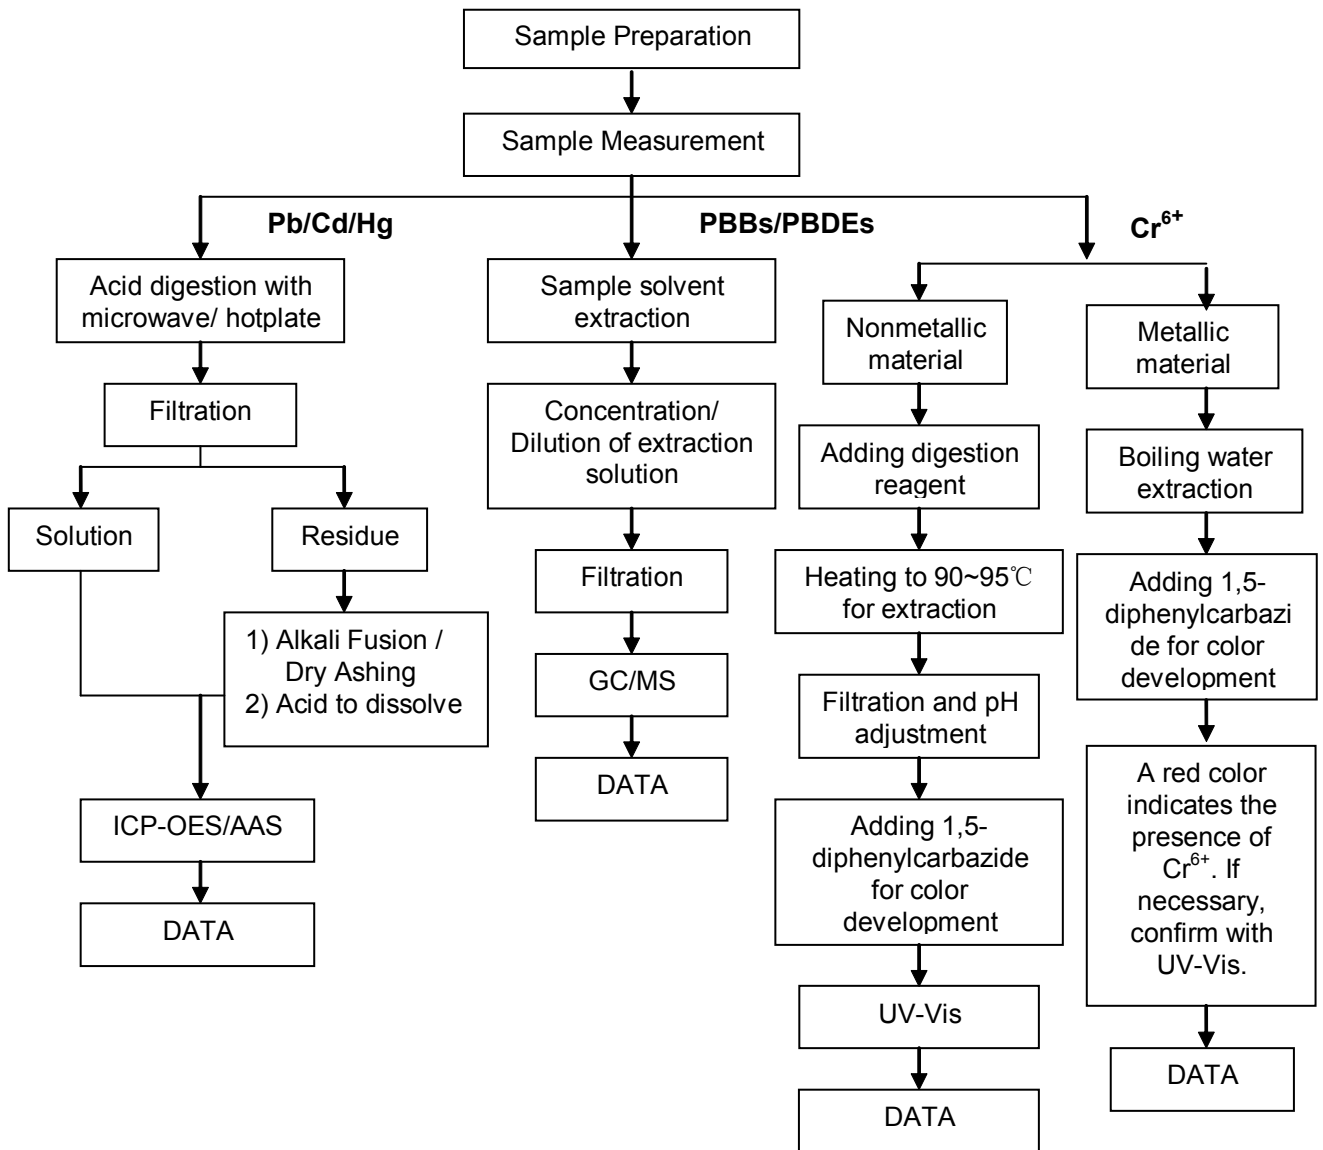 Sample Preparation
Sample Measurement
Pb/Cd/Hg
PBBs/PBDEs
Cr⁶⁺
Acid digestion with
microwave/ hotplate
Filtration
Solution
Residue
1) Alkali Fusion /
Dry Ashing
2) Acid to dissolve
ICP-OES/AAS
DATA
Sample solvent
extraction
Concentration/
Dilution of extraction
solution
Filtration
GC/MS
DATA
Nonmetallic
material
Adding digestion
reagent
Heating to 90~95℃
for extraction
Filtration and pH
adjustment
Adding 1,5-
diphenylcarbazide
for color
development
UV-Vis
DATA
Metallic
material
Boiling water
extraction
Adding 1,5-
diphenylcarbazi
de for color
development
A red color
indicates the
presence of
Cr⁶⁺. If
necessary,
confirm with
UV-Vis.
DATA